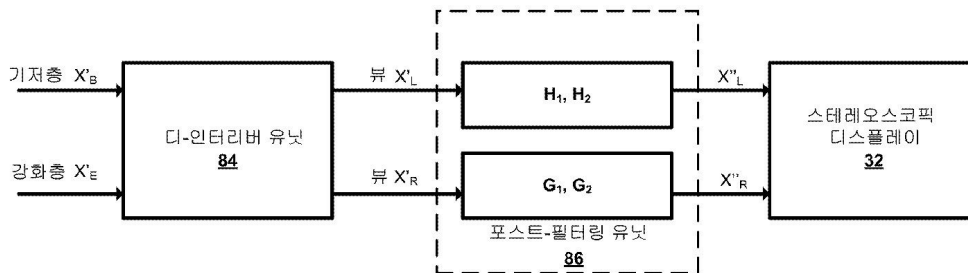 기저층 X'B
강화층 X'E
디-인터리버 유닛
84
뷰 X'L
뷰 X'R
H1, H2
G1, G2
포스트-필터링 유닛
86
X''L
X''R
스테레오스코픽
디스플레이
32